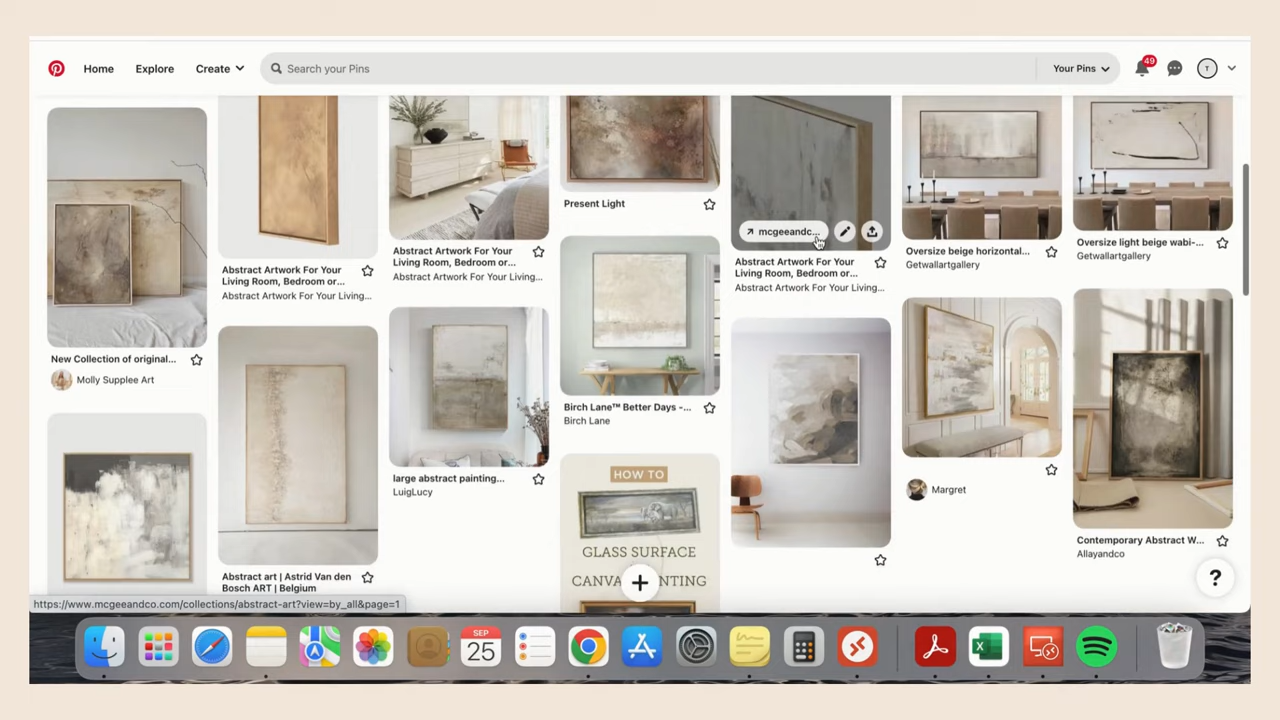 Home
Explore
Create
Search your Pins
Your Pins
49
T
New Collection of original...
Molly Supplee Art
Abstract Artwork For Your
Living Room, Bedroom or...
Abstract Artwork For Your Living...
Abstract art | Astrid Van den
Bosch ART | Belgium
Abstract Artwork For Your
Living Room, Bedroom or...
Abstract Artwork For Your Living...
large abstract painting...
LuigLucy
Present Light
Birch Lane™ Better Days -...
Birch Lane
HOW TO
GLASS SURFACE
mcgeeandc...
Abstract Artwork For Your
Living Room, Bedroom or...
Abstract Artwork For Your Living...
Oversize beige horizontal...
Getwallartgallery
Margret
Oversize light beige wabi-...
Getwallartgallery
Contemporary Abstract W...
Allayandco
?
https://www.mcgeeandco.com/collections/abstract-art?view=by_all&page=1
SEP
25